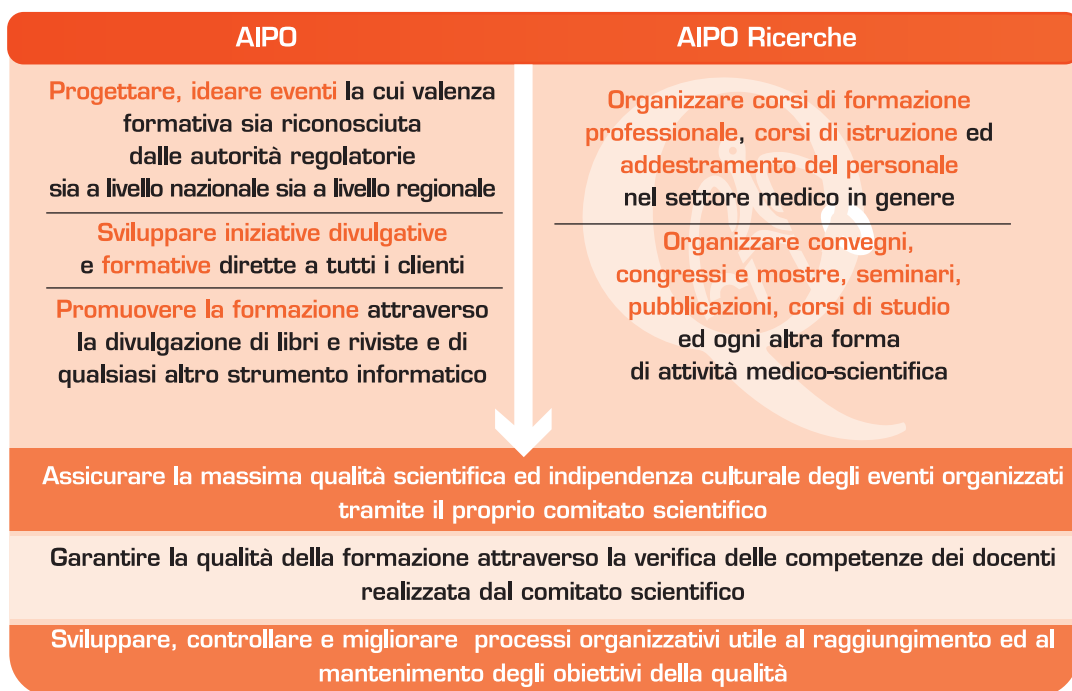 AIPO
Progettare, ideare eventi la cui valenza
formativa sia riconosciuta
dalle autorità regolatorie
sia a livello nazionale sia a livello regionale
Sviluppare iniziative divulgative
e formative dirette a tutti i clienti
Promuovere la formazione attraverso
la divulgazione di libri e riviste e di
qualsiasi altro strumento informatico
AIPO Ricerche
Organizzare corsi di formazione
professionale, corsi di istruzione ed
addestramento del personale
nel settore medico in genere
Organizzare convegni,
congressi e mostre, seminari,
pubblicazioni, corsi di studio
ed ogni altra forma
di attività medico-scientifica
Assicurare la massima qualità scientifica ed indipendenza culturale degli eventi organizzati
tramite il proprio comitato scientifico
Garantire la qualità della formazione attraverso la verifica delle competenze dei docenti
realizzata dal comitato scientifico
Sviluppare, controllare e migliorare processi organizzativi utile al raggiungimento ed al
mantenimento degli obiettivi della qualità